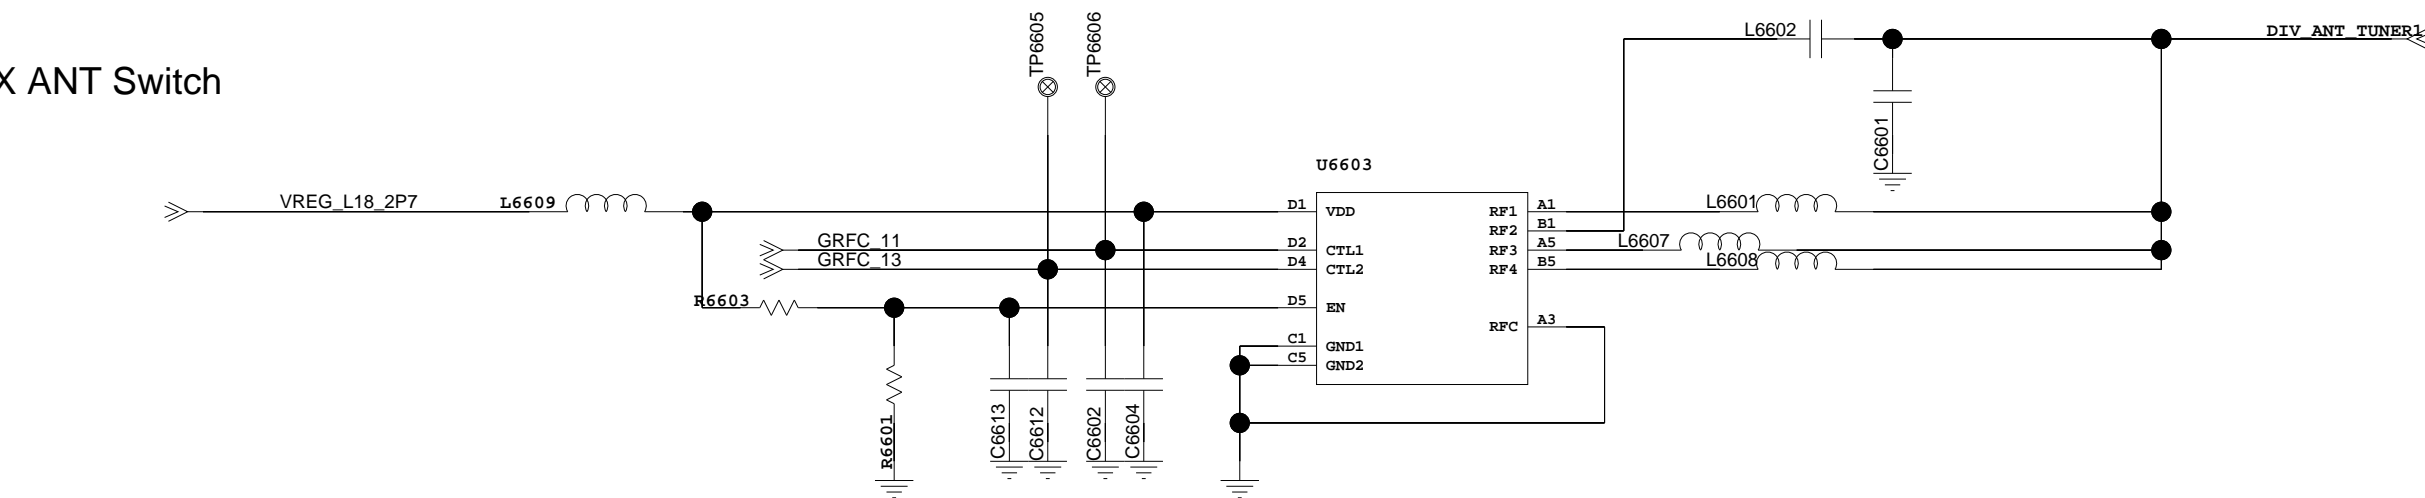 TP6605
TP6606
L6602
DIV_ANT_TUNER1
X ANT Switch
C6601
U6603
VREG_L18_2P7
L6609
D1
VDD
RF1
A1
L6601
B1
RF2
GRFC_11
D2
CTL1
RF3
A5
L6607
GRFC_13
D4
CTL2
RF4
B5
L6608
R6603
D5
EN
RFC
A3
C1
GND1
C5
GND2
R6601
C6613
C6612
C6602
C6604